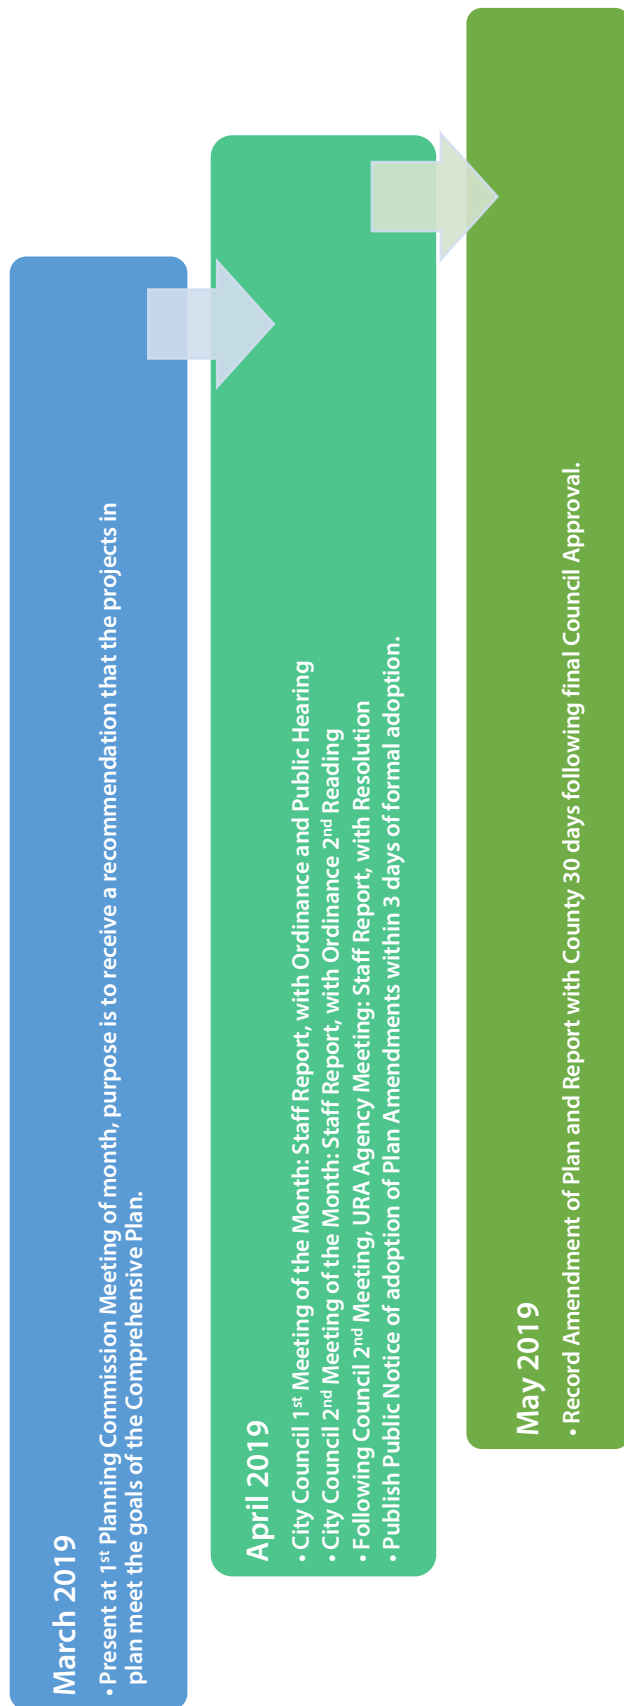 March 2019
• Present at 1st Planning Commission Meeting of month, purpose is to receive a recommendation that the projects in
plan meet the goals of the Comprehensive Plan.
April 2019
• City Council 1st Meeting of the Month: Staff Report, with Ordinance and Public Hearing
• City Council 2nd Meeting of the Month: Staff Report, with Ordinance 2nd Reading
• Following Council 2nd Meeting, URA Agency Meeting: Staff Report, with Resolution
• Publish Public Notice of adoption of Plan Amendments within 3 days of formal adoption.
May 2019
• Record Amendment of Plan and Report with County 30 days following final Council Approval.